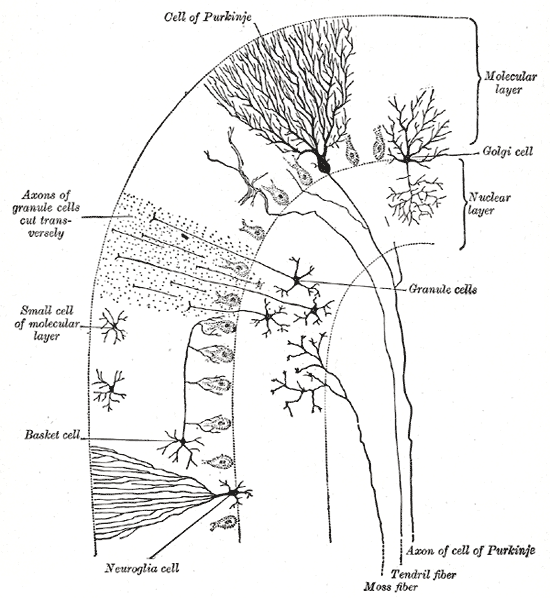 Cell of Purkinje
Molecular
layer
Golgi cell
Nuclear
layer
Axons of
granule cells
cut trans-
versely
Granule cells
Small cell
of molecular
layer
Basket cell
Neuroglia cell
Axon of cell of Purkinje
Tendril fiber
Moss fiber